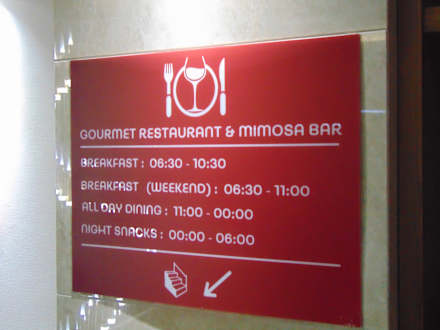 GOURMET RESTAURANT & MIMOSA BAR
BREAKFAST : 06:30 - 10:30
BREAKFAST (WEEKEND) : 06:30 - 11:00
ALL DAY DINING : 11:00 - 00:00
NIGHT SNACKS : 00:00 - 06:00